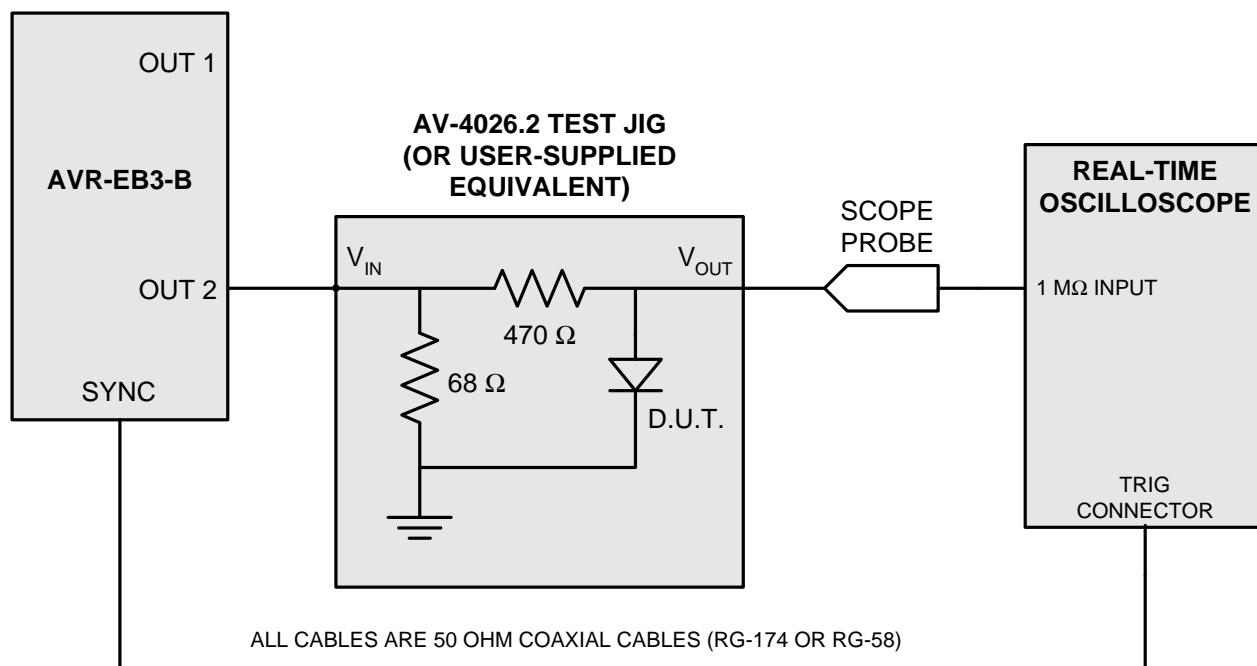 OUT 1
AVR-EB3-B
OUT 2
SYNC
AV-4026.2 TEST JIG
(OR USER-SUPPLIED
EQUIVALENT)
VIN
VOUT
470 Ω
68 Ω
D.U.T.
SCOPE
PROBE
REAL-TIME
OSCILLOSCOPE
1 MΩ INPUT
TRIG
CONNECTOR
ALL CABLES ARE 50 OHM COAXIAL CABLES (RG-174 OR RG-58)